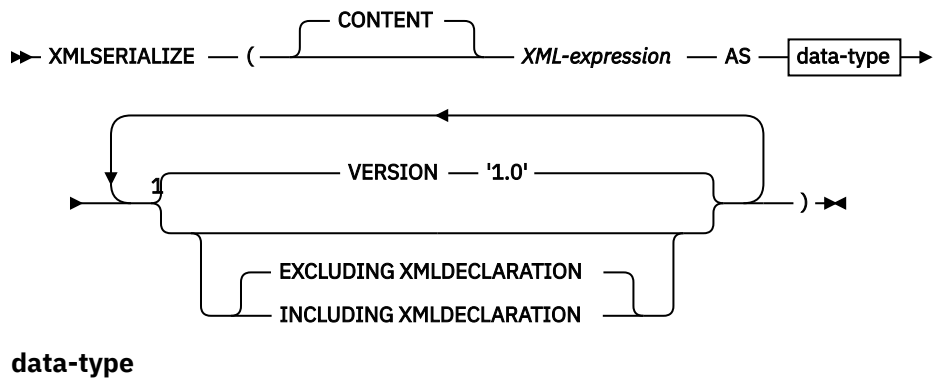 CONTENT
XMLSERIALIZE ( XML-expression AS data-type
1 VERSION '1.0'
)
EXCLUDING XMLDECLARATION
INCLUDING XMLDECLARATION
data-type